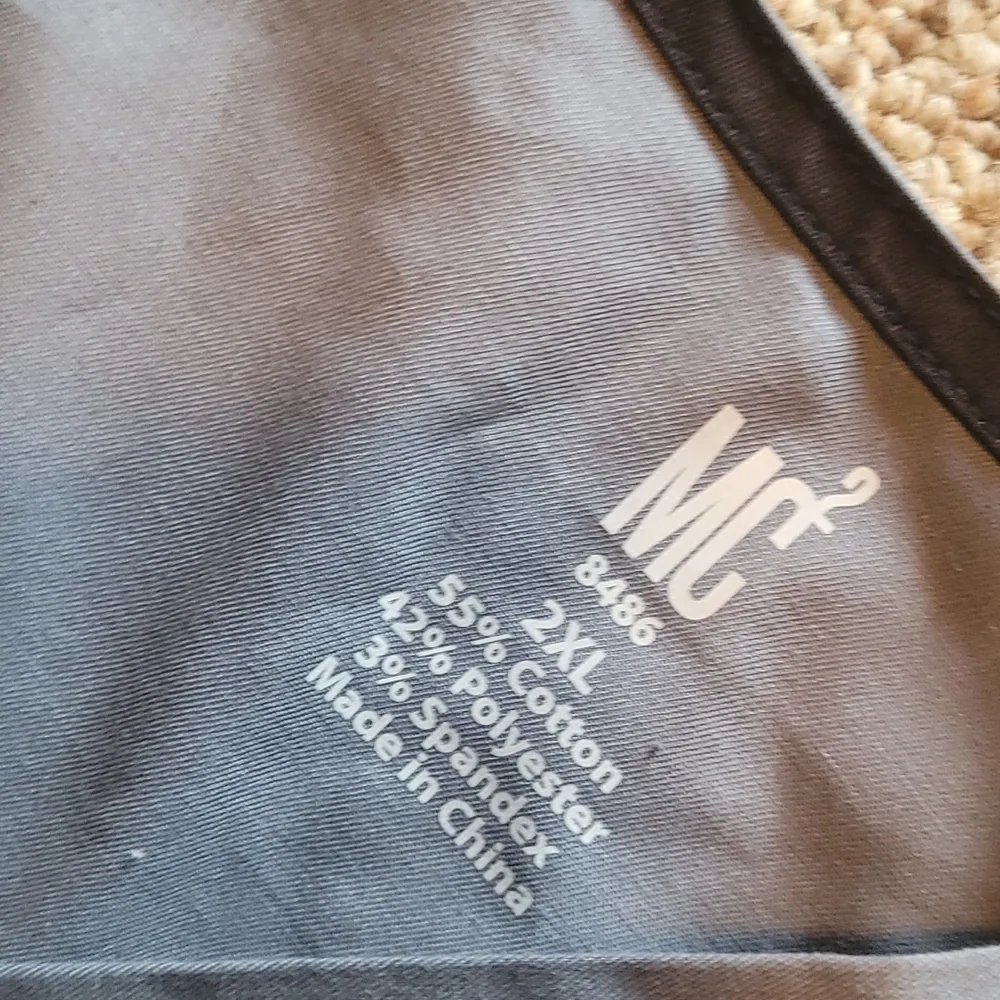 MC²
8486
2XL
55% Cotton
42% Polyester
3% Spandex
Made in China